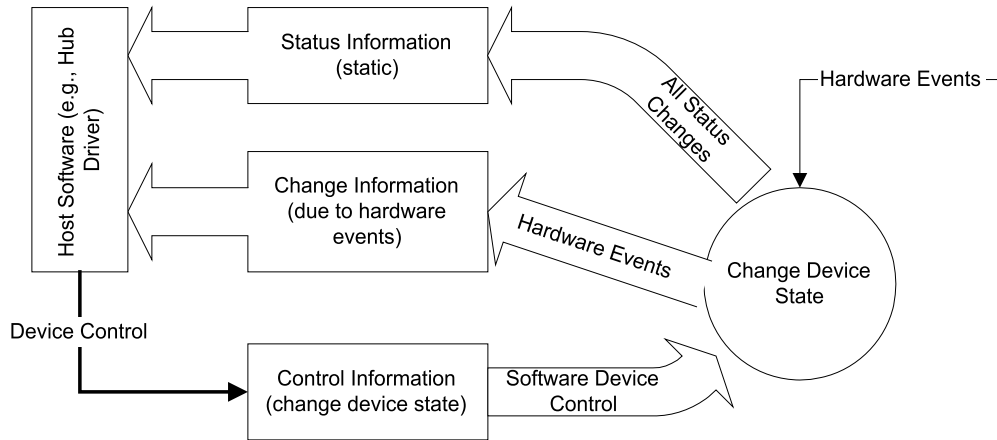 Host Software (e.g., Hub
Driver)
Status Information
(static)
All Status
Changes
Hardware Events
Change Information
(due to hardware
events)
Hardware Events
Change Device
State
Device Control
Control Information
(change device state)
Software Device
Control